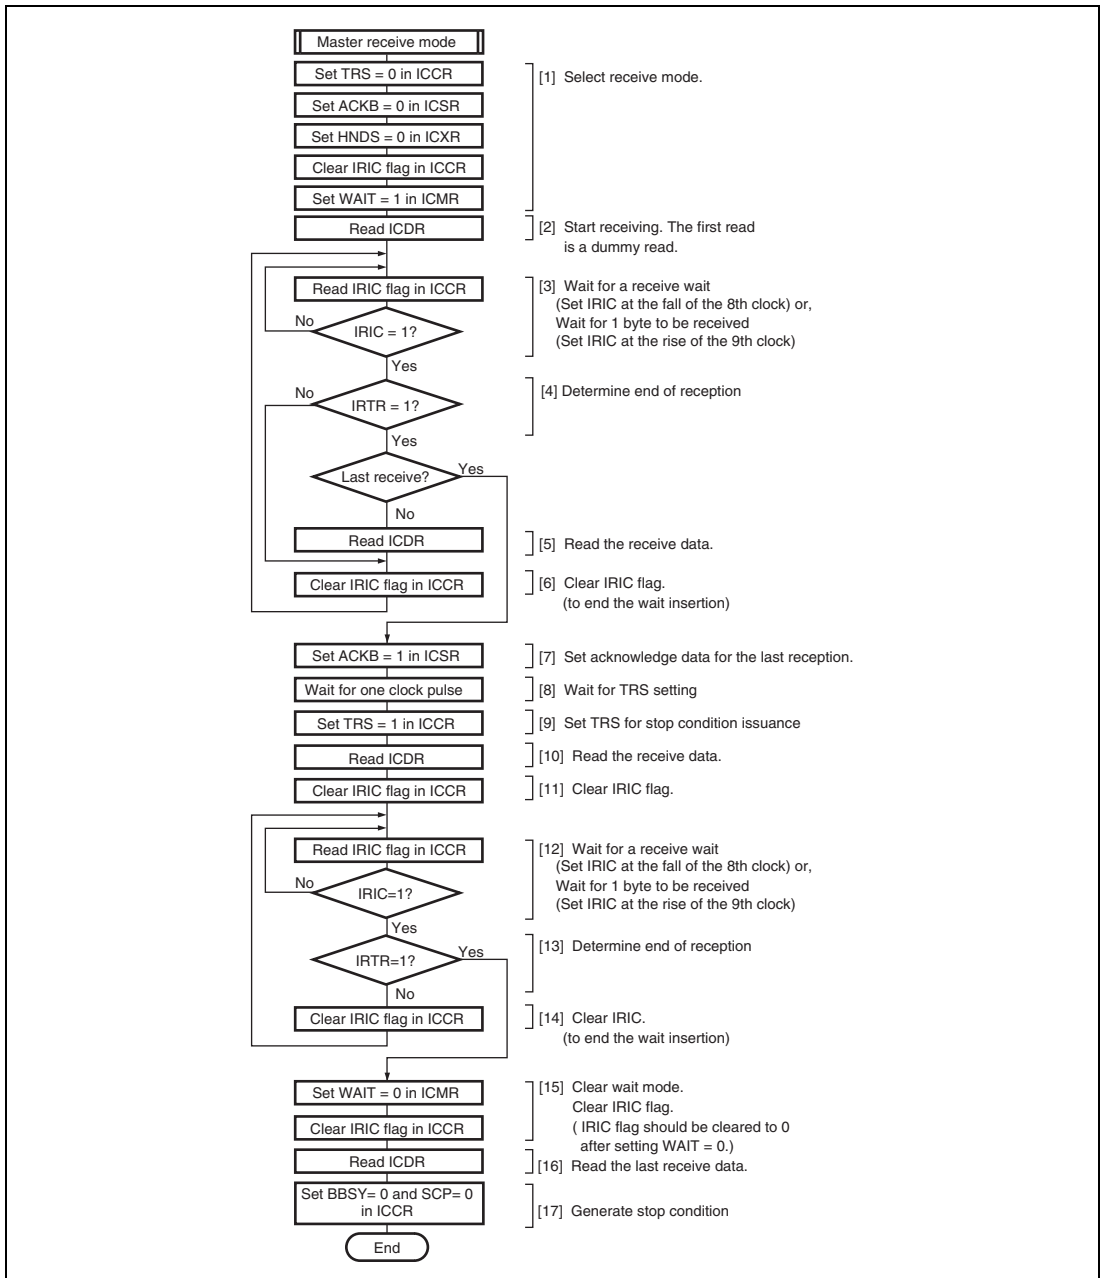 Master receive mode
Set TRS = 0 in ICCR
[1] Select receive mode.
Set ACKB = 0 in ICSR
Set HNDS = 0 in ICXR
Clear IRIC flag in ICCR
Set WAIT = 1 in ICMR
Read ICDR
[2] Start receiving. The first read
is a dummy read.
Read IRIC flag in ICCR
[3] Wait for a receive wait
(Set IRIC at the fall of the 8th clock) or,
Wait for 1 byte to be received
(Set IRIC at the rise of the 9th clock)
No
IRIC = 1?
Yes
No
IRTR = 1?
[4] Determine end of reception
Yes
Last receive?
Yes
No
Read ICDR
[5] Read the receive data.
Clear IRIC flag in ICCR
[6] Clear IRIC flag.
(to end the wait insertion)
Set ACKB = 1 in ICSR
[7] Set acknowledge data for the last reception.
Wait for one clock pulse
[8] Wait for TRS setting
Set TRS = 1 in ICCR
[9] Set TRS for stop condition issuance
Read ICDR
[10] Read the receive data.
Clear IRIC flag in ICCR
[11] Clear IRIC flag.
Read IRIC flag in ICCR
[12] Wait for a receive wait
(Set IRIC at the fall of the 8th clock) or,
Wait for 1 byte to be received
(Set IRIC at the rise of the 9th clock)
No
IRIC=1?
Yes
IRTR=1?
Yes
[13] Determine end of reception
No
Clear IRIC flag in ICCR
[14] Clear IRIC.
(to end the wait insertion)
Set WAIT = 0 in ICMR
[15] Clear wait mode.
Clear IRIC flag.
( IRIC flag should be cleared to 0
after setting WAIT = 0.)
Clear IRIC flag in ICCR
Read ICDR
[16] Read the last receive data.
Set BBSY= 0 and SCP= 0
in ICCR
[17] Generate stop condition
End